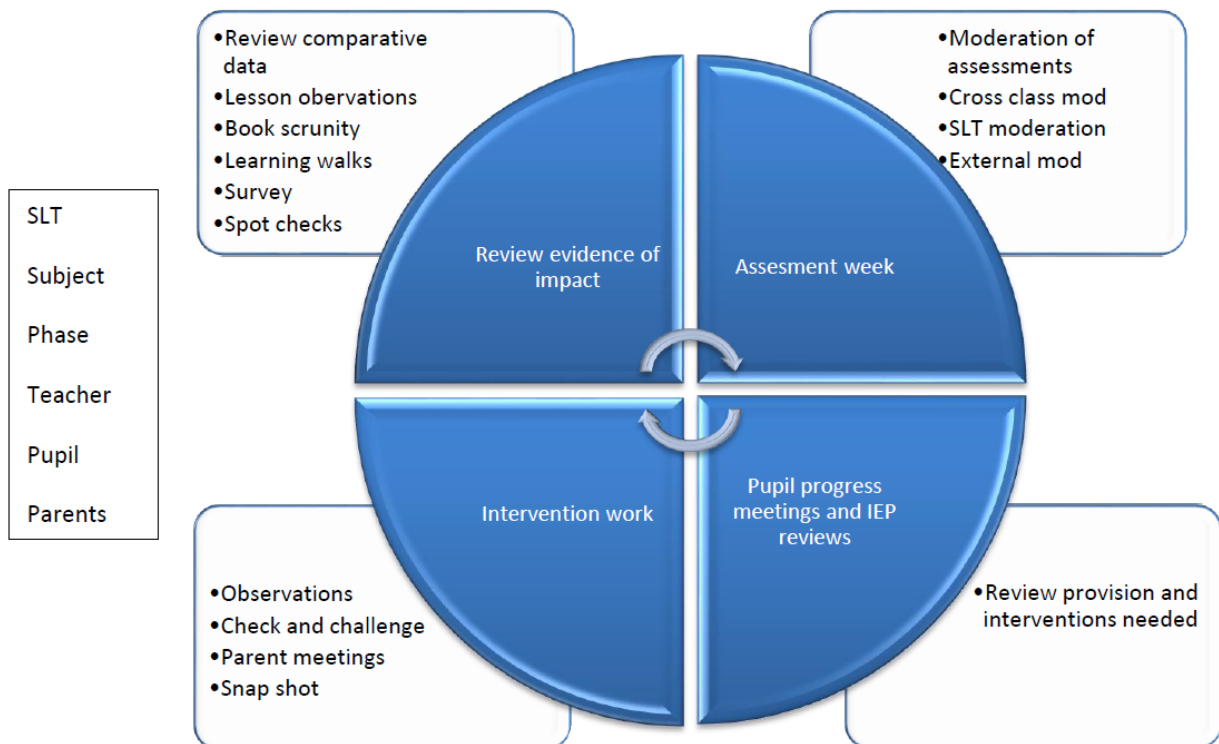 •Review comparative
data
•Lesson obervations
•Book scrunity
•Learning walks
•Survey
•Spot checks
•Moderation of
assessments
•Cross class mod
•SLT moderation
•External mod
SLT
Subject
Phase
Teacher
Pupil
Parents
Review evidence of
impact
Assesment week
Intervention work
Pupil progress
meetings and IEP
reviews
•Observations
•Check and challenge
•Parent meetings
•Snap shot
•Review provision and
interventions needed